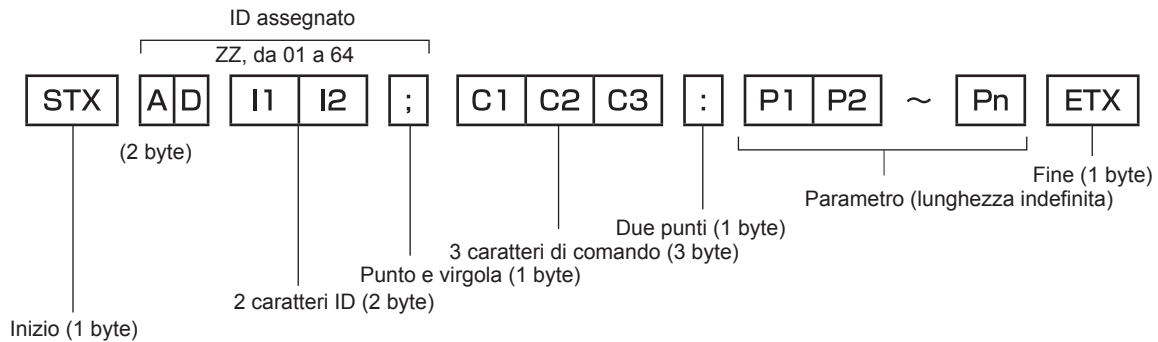 ID assegnato
ZZ, da 01 a 64
STX A D I1 I2 ; C1 C2 C3 : P1 P2 ~ Pn ETX
(2 byte)
Fine (1 byte)
Parametro (lunghezza indefinita)
Due punti (1 byte)
3 caratteri di comando (3 byte)
Punto e virgola (1 byte)
2 caratteri ID (2 byte)
Inizio (1 byte)